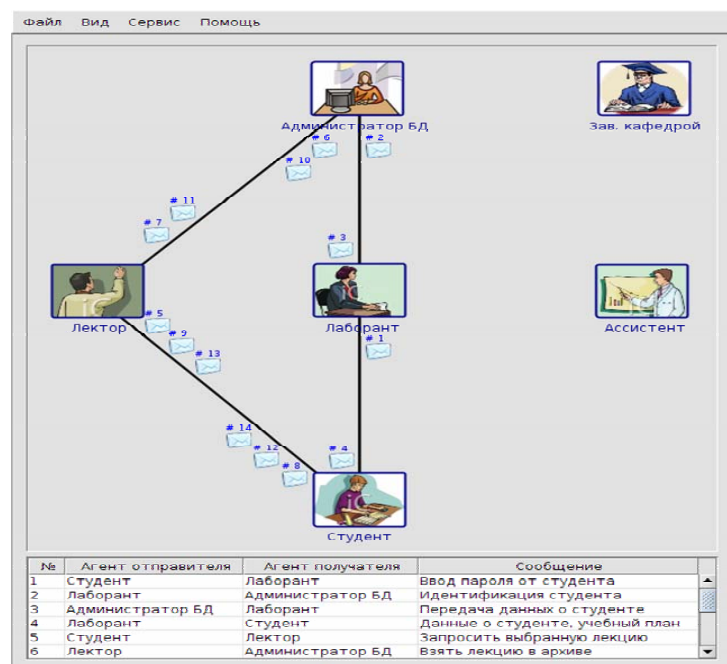 Файл Вид Сервис Помощь
Администратор БД
Зав. кафедрой
# 6
# 2
# 10
# 11
# 7
# 3
Лектор
Лаборант
Ассистент
# 5
# 9
# 13
# 1
# 14
# 12
# 8
# 4
Студент
№ Агент отправителя Агент получателя Сообщение
1 Студент Лаборант Ввод пароля от студента
2 Лаборант Администратор БД Идентификация студента
3 Администратор БД Лаборант Передача данных о студенте
4 Лаборант Студент Данные о студенте, учебный план
5 Студент Лектор Запросить выбранную лекцию
6 Лектор Администратор БД Взять лекцию в архиве